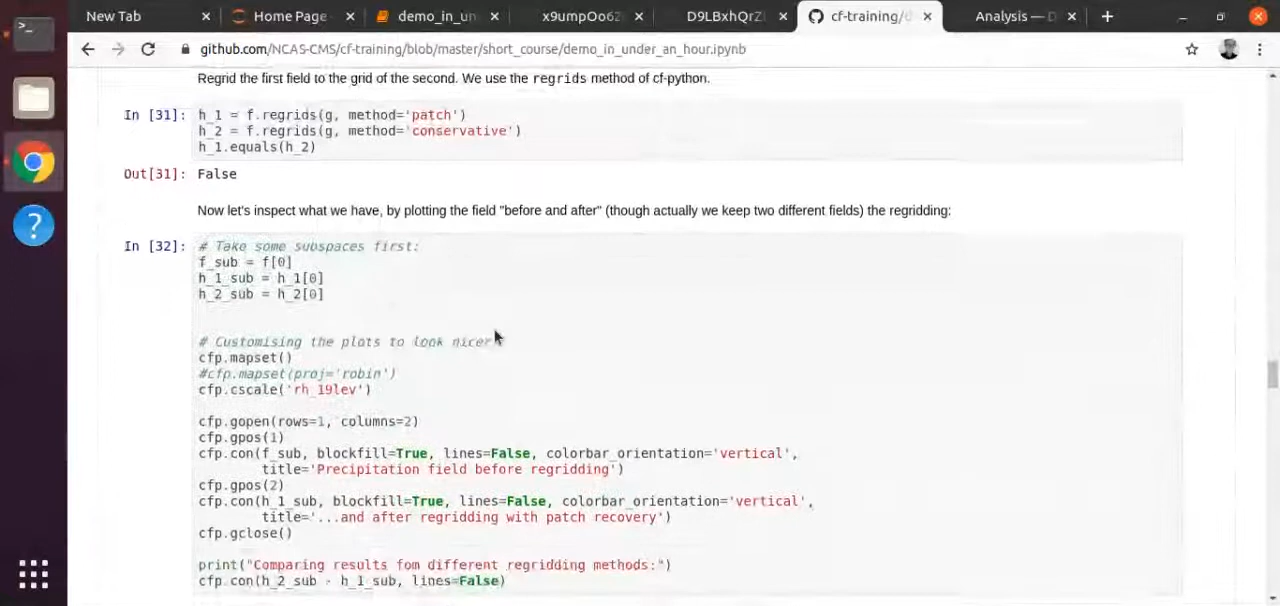 New Tab
Home Page
demo_in_un
x9umpOo6Z
D9LBxhQrZ
cf-training/d
Analysis — D
github.com/NCAS-CMS/cf-training/blob/master/short_course/demo_in_under_an_hour.ipynb
Regrid the first field to the grid of the second. We use the regrids method of cf-python.
In [31]: h_1 = f.regrids(g, method='patch')
h_2 = f.regrids(g, method='conservative')
h_1.equals(h_2)
Out[31]: False
Now let's inspect what we have, by plotting the field "before and after" (though actually we keep two different fields) the regridding:
In [32]: # Take some subspaces first:
f_sub = f[0]
h_1_sub = h_1[0]
h_2_sub = h_2[0]
# Customising the plots to look nicer
cfp.mapset()
#cfp.mapset(proj='robin')
cfp.cscale('rh_19lev')
cfp.gopen(rows=1, columns=2)
cfp.gpos(1)
cfp.con(f_sub, blockfill=True, lines=False, colorbar_orientation='vertical',
title='Precipitation field before regridding')
cfp.gpos(2)
cfp.con(h_1_sub, blockfill=True, lines=False, colorbar_orientation='vertical',
title='...and after regridding with patch recovery')
cfp.gclose()
print("Comparing results fom different regridding methods:")
cfp.con(h_2_sub - h_1_sub, lines=False)